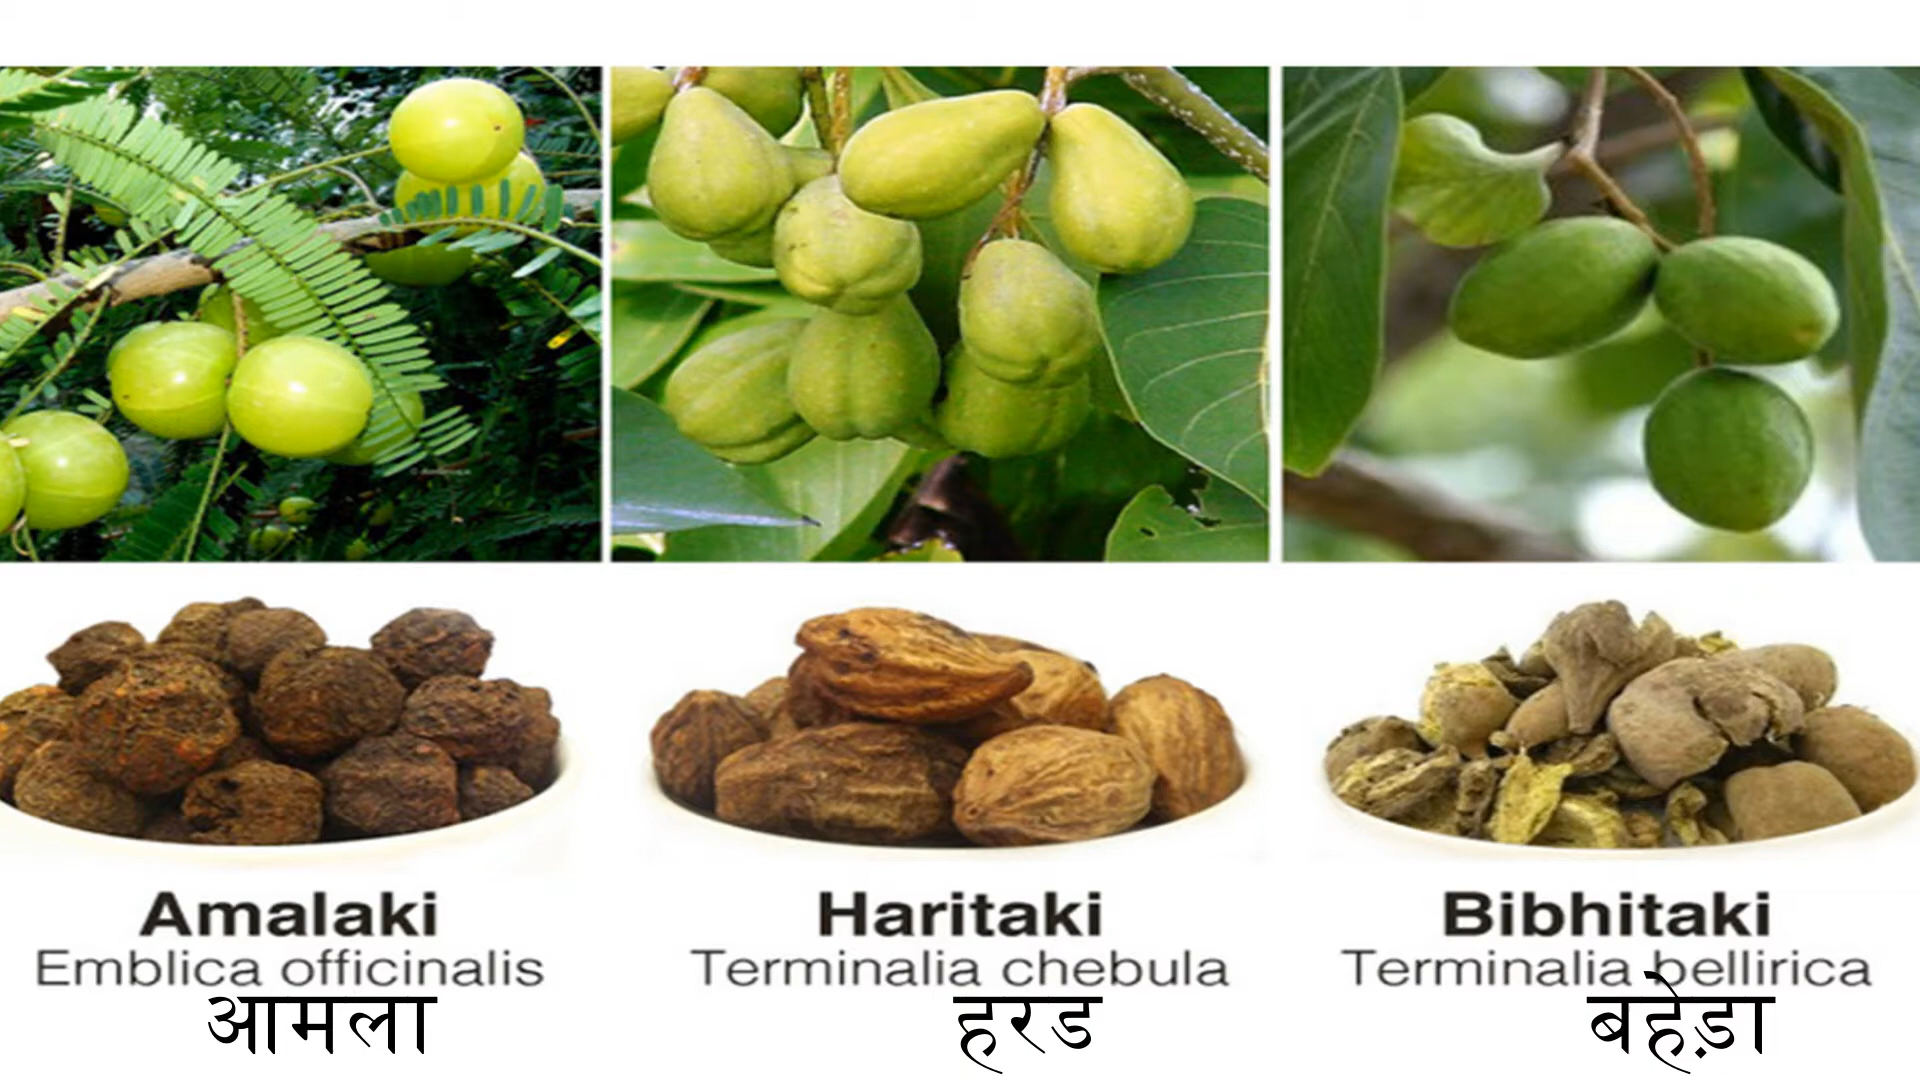 Amalaki
Emblica officinalis
आमला
Haritaki
Terminalia chebula
हरड
Bibhitaki
Terminalia bellirica
बहेड़ा